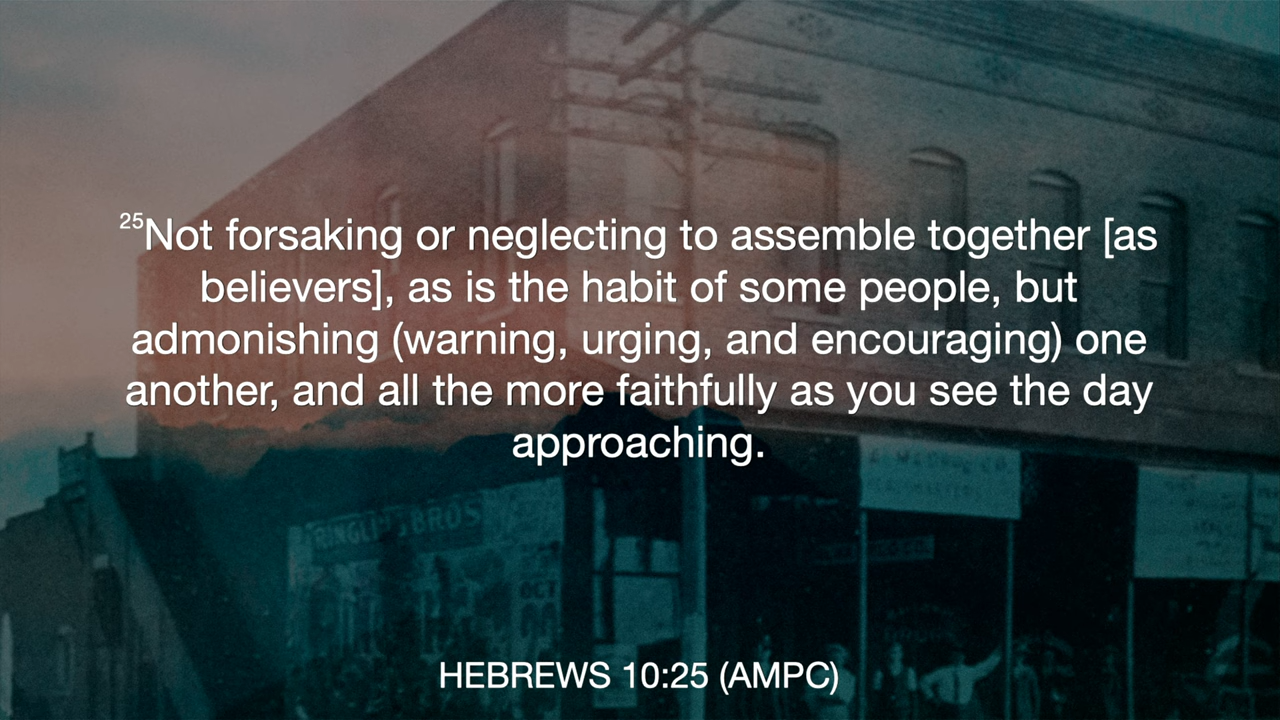 25Not forsaking or neglecting to assemble together [as
believers], as is the habit of some people, but
admonishing (warning, urging, and encouraging) one
another, and all the more faithfully as you see the day
approaching.
RINGLING BROS
OCT
HEBREWS 10:25 (AMPC)